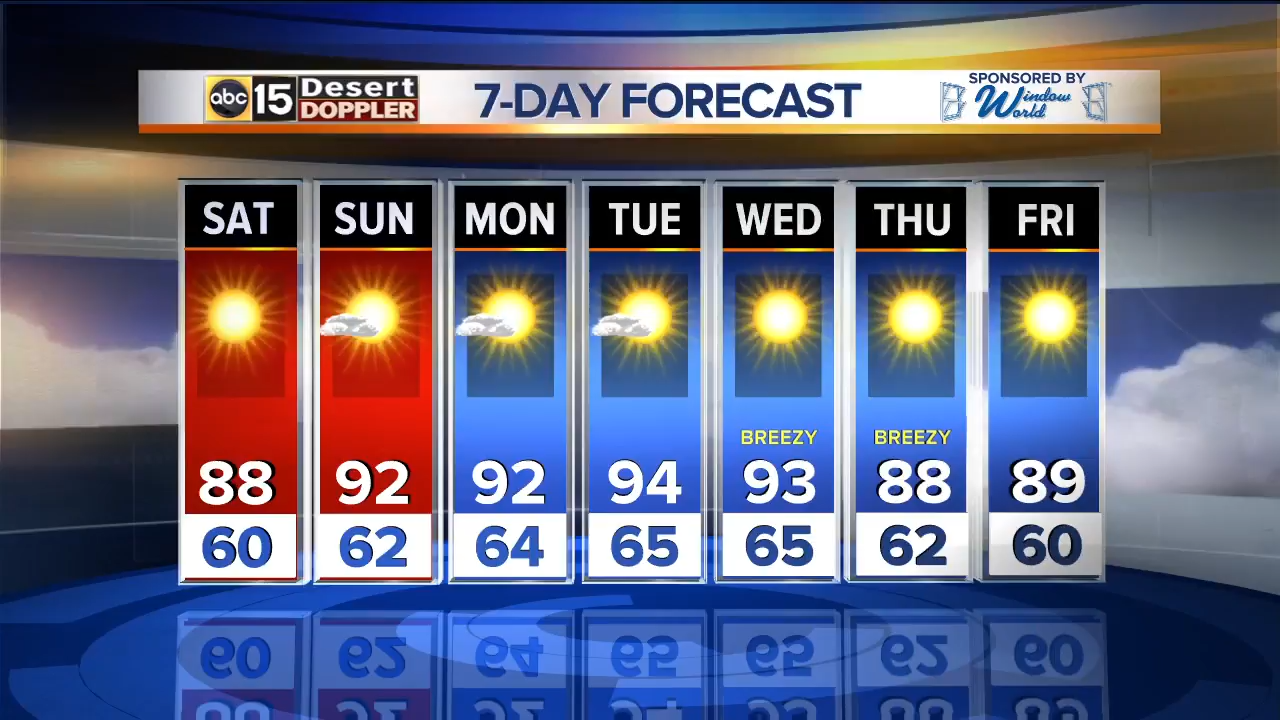 abc 15 Desert DOPPLER
7-DAY FORECAST
SPONSORED BY
Window World
SAT SUN MON TUE WED THU FRI
BREEZY BREEZY
88 92 92 94 93 88 89
60 62 64 65 65 62 60